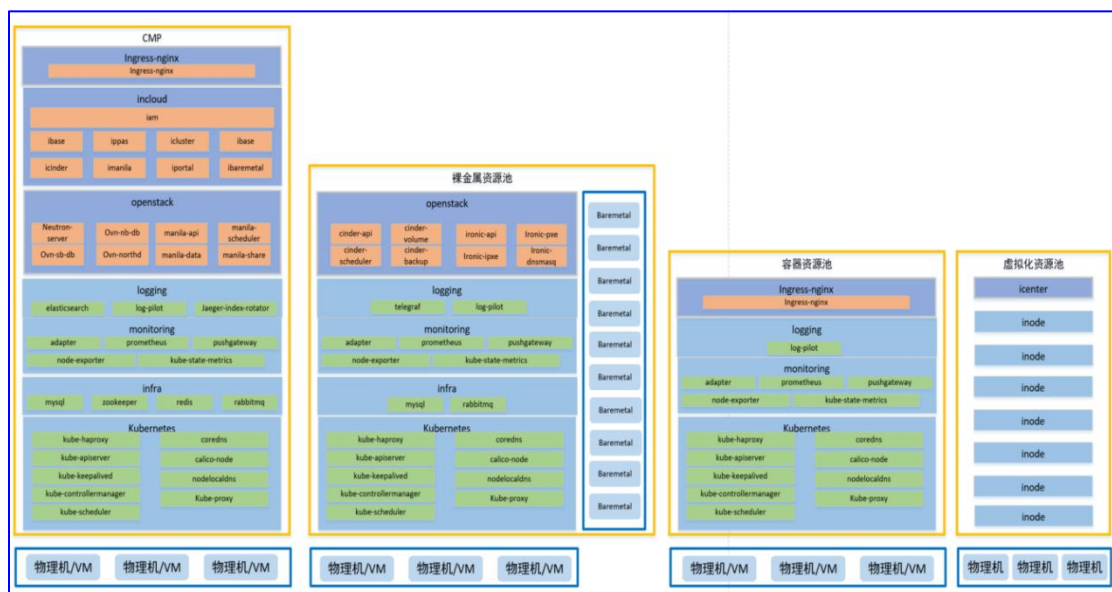 CMP
Ingress-nginx
Ingress-nginx
incloud
iam
ibase ippas icluster ibase
icinder imanila iportal ibaremetal
openstack
Neutron-server Ovn-nb-db manila-api manila-scheduler
Ovn-sb-db Ovn-northd manila-data manila-share
logging
elasticsearch log-pilot Jaeger-index-rotator
monitoring
adapter prometheus pushgateway
node-exporter kube-state-metrics
infra
mysql zookeeper redis rabbitmq
Kubernetes
kube-haproxy coredns
kube-apiserver calico-node
kube-keepalived nodelocaldns
kube-controllermanager Kube-proxy
kube-scheduler
物理机/VM 物理机/VM 物理机/VM
裸金属资源池
openstack
cinder-api cinder-volume ironic-api Ironic-pxe
cinder-scheduler cinder-backup Ironic-ipxe Ironic-dnsmasq
logging
telegraf log-pilot
monitoring
adapter prometheus pushgateway
node-exporter kube-state-metrics
infra
mysql rabbitmq
Kubernetes
kube-haproxy coredns
kube-apiserver calico-node
kube-keepalived nodelocaldns
kube-controllermanager Kube-proxy
kube-scheduler
Baremetal
Baremetal
Baremetal
Baremetal
Baremetal
Baremetal
Baremetal
Baremetal
Baremetal
Baremetal
物理机/VM 物理机/VM 物理机/VM
容器资源池
Ingress-nginx
Ingress-nginx
logging
log-pilot
monitoring
adapter prometheus pushgateway
node-exporter kube-state-metrics
Kubernetes
kube-haproxy coredns
kube-apiserver calico-node
kube-keepalived nodelocaldns
kube-controllermanager Kube-proxy
kube-scheduler
物理机/VM 物理机/VM 物理机/VM
虚拟化资源池
icenter
inode
inode
inode
inode
inode
inode
inode
物理机 物理机 物理机